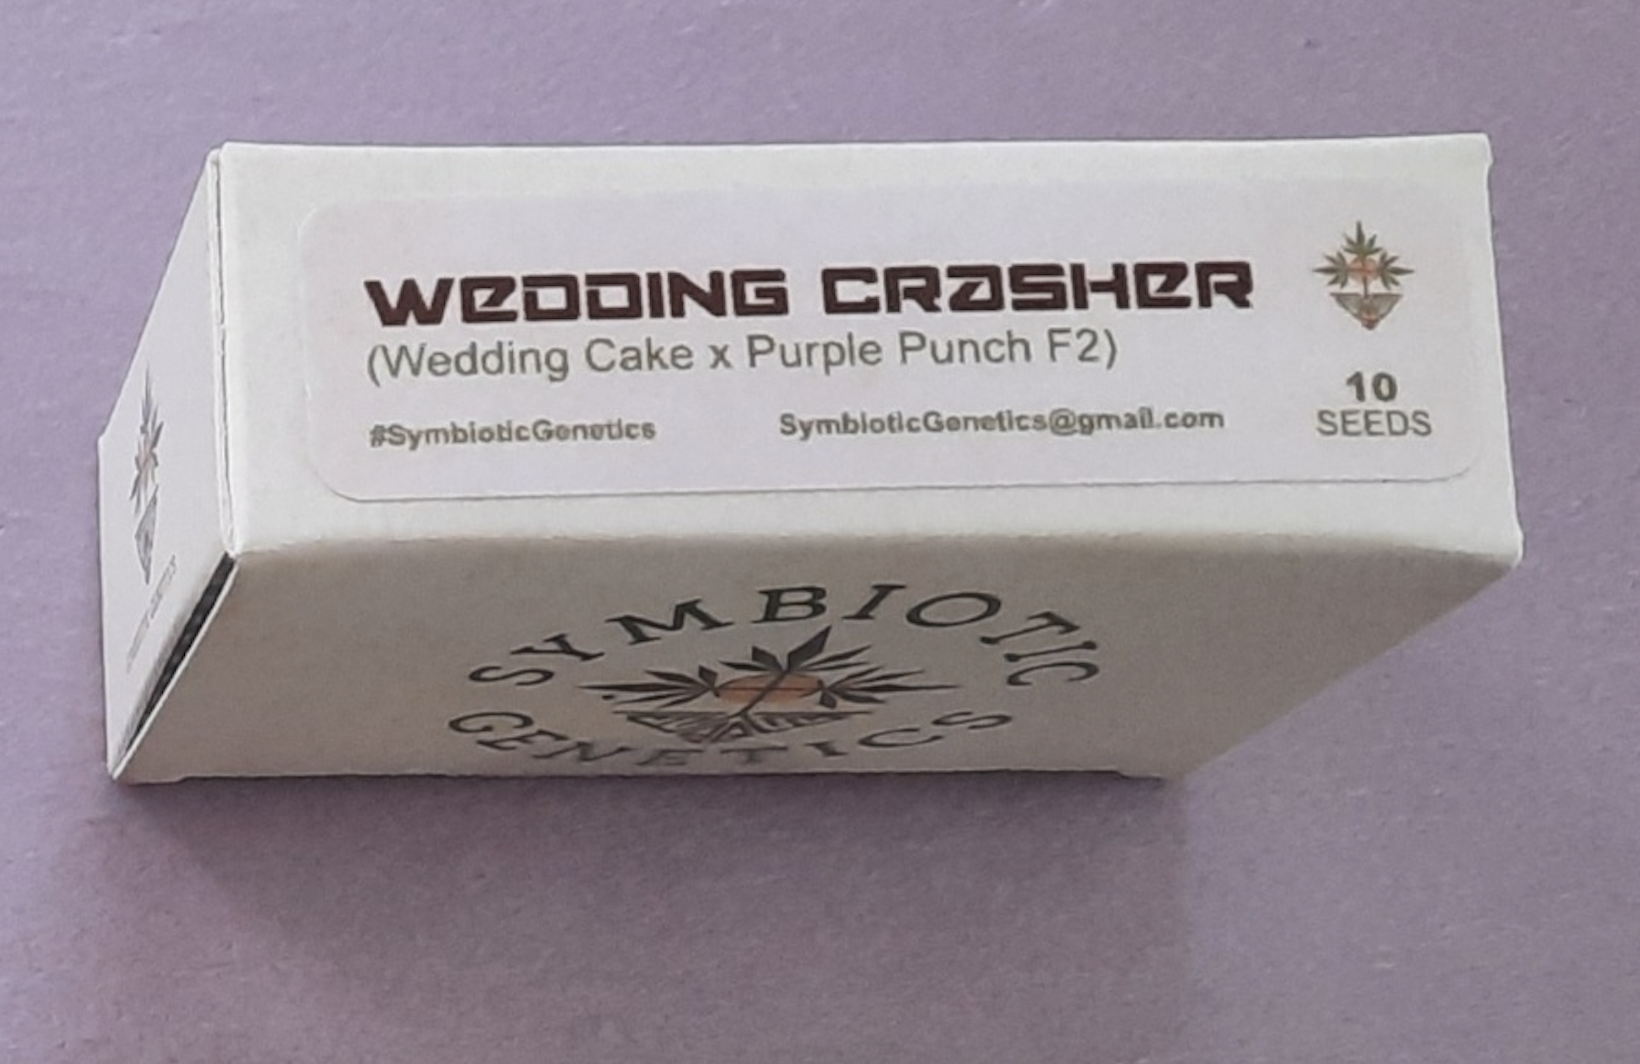 WEDDING CRASHER
(Wedding Cake x Purple Punch F2)
#SymbioticGenetics
SymbioticGenetics@gmail.com
10
SEEDS
SYMBIOTIC
GENETICS